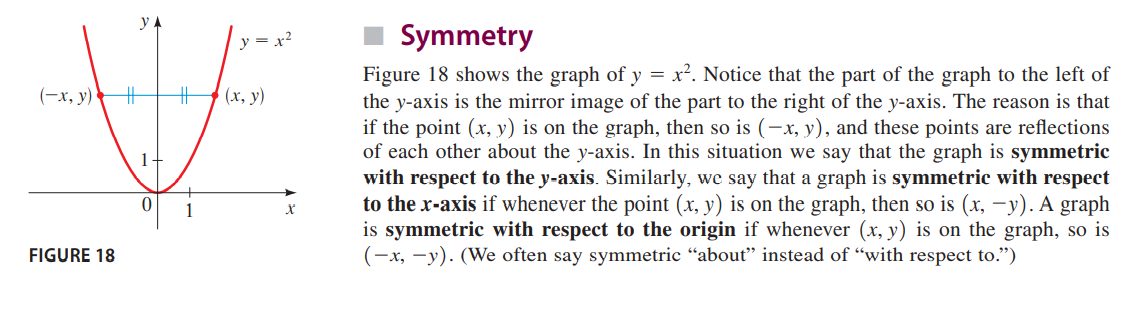 y
y = x²
(−x, y)
(x, y)
1
0
1
x
FIGURE 18
Symmetry
Figure 18 shows the graph of y = x². Notice that the part of the graph to the left of
the y-axis is the mirror image of the part to the right of the y-axis. The reason is that
if the point (x, y) is on the graph, then so is (−x, y), and these points are reflections
of each other about the y-axis. In this situation we say that the graph is symmetric
with respect to the y-axis. Similarly, we say that a graph is symmetric with respect
to the x-axis if whenever the point (x, y) is on the graph, then so is (x, −y). A graph
is symmetric with respect to the origin if whenever (x, y) is on the graph, so is
(−x, −y). (We often say symmetric “about” instead of “with respect to.”)